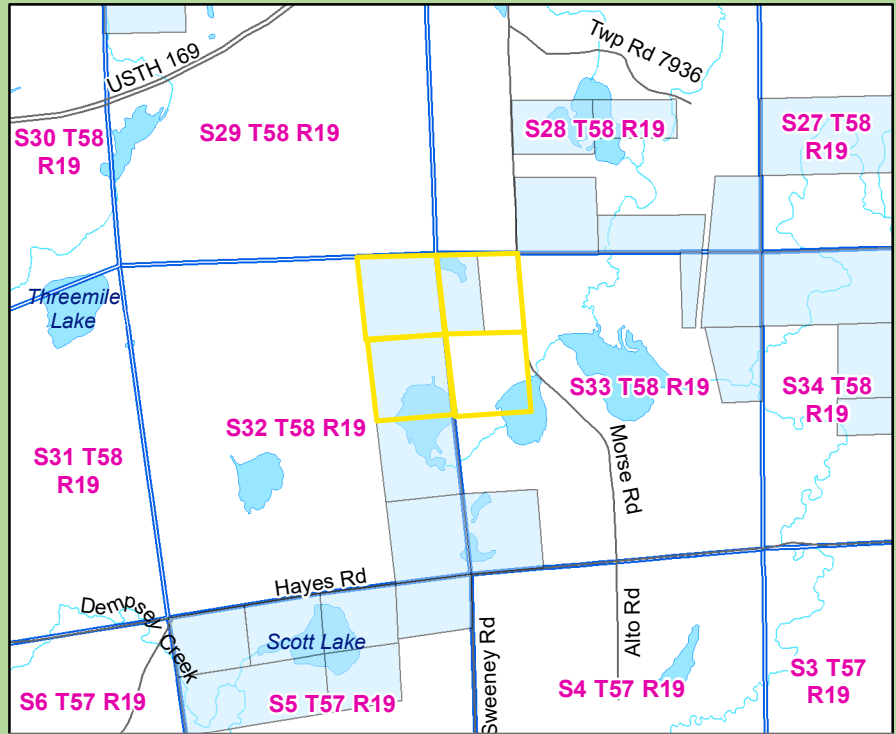 USTH 169
Twp Rd 7936
S30 T58
R19
S29 T58 R19
S28 T58 R19
S27 T58
R19
Threemile
Lake
S33 T58 R19
S34 T58
R19
S32 T58 R19
S31 T58
R19
Morse Rd
Hayes Rd
Dempsey Creek
Scott Lake
Alto Rd
Sweeney Rd
S6 T57 R19
S5 T57 R19
S4 T57 R19
S3 T57
R19